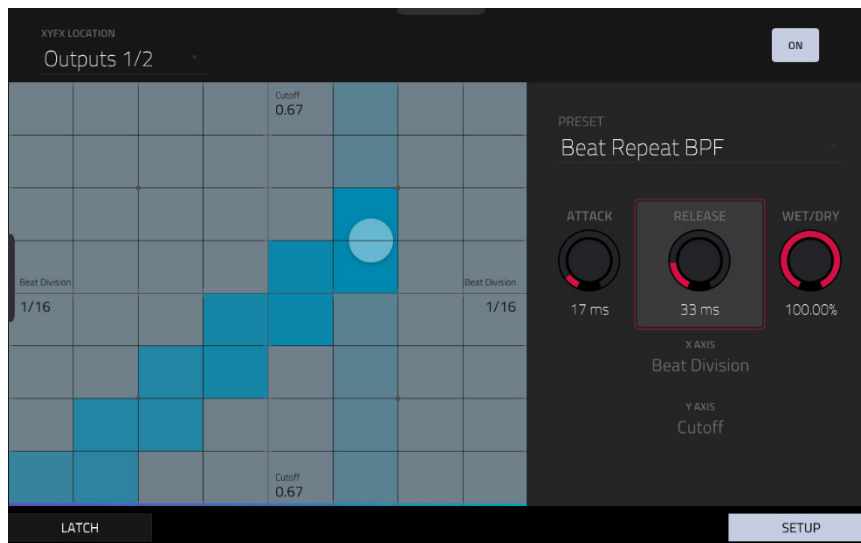 XYFX LOCATION
Outputs 1/2
ON
Cutoff
0.67
PRESET
Beat Repeat BPF
ATTACK
RELEASE
WET/DRY
17 ms
33 ms
100.00%
Beat Division
1/16
Beat Division
1/16
X AXIS
Beat Division
Y AXIS
Cutoff
Cutoff
0.67
LATCH
SETUP